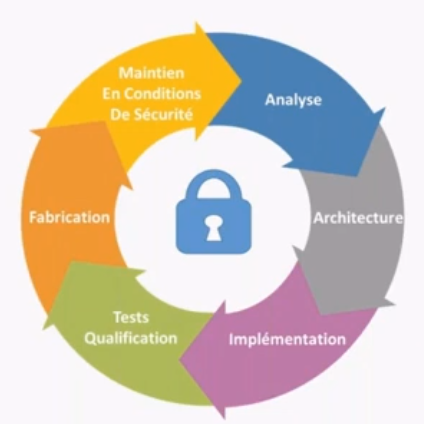 Maintien
En Conditions
De Sécurité
Analyse
Fabrication
Architecture
Tests
Qualification
Implémentation